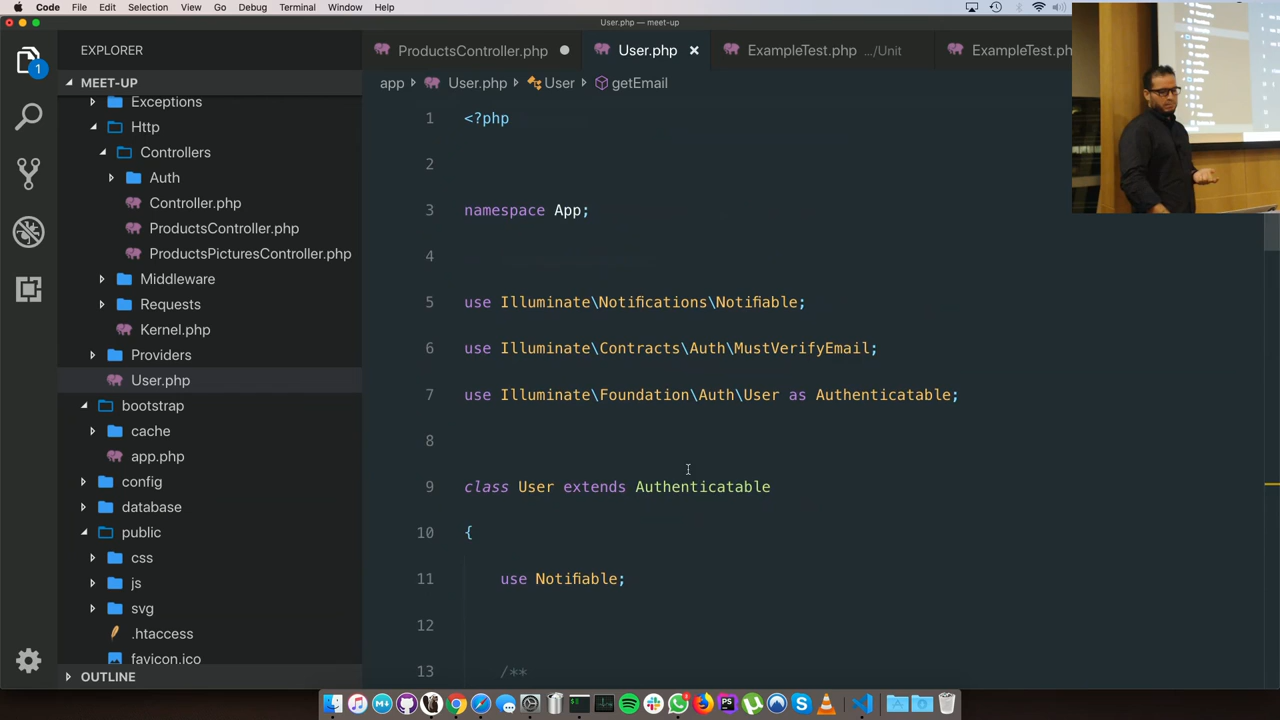 Code File Edit Selection View Go Debug Terminal Window Help
User.php — meet-up
EXPLORER
1
MEET-UP
Exceptions
Http
Controllers
Auth
Controller.php
ProductsController.php
ProductsPicturesController.php
Middleware
Requests
Kernel.php
Providers
User.php
bootstrap
cache
app.php
config
database
public
css
js
svg
.htaccess
favicon.ico
OUTLINE
ProductsController.php User.php ExampleTest.php .../Unit ExampleTest.ph
app User.php User getEmail
1 <?php
2
3 namespace App;
4
5 use Illuminate\Notifications\Notifiable;
6 use Illuminate\Contracts\Auth\MustVerifyEmail;
7 use Illuminate\Foundation\Auth\User as Authenticatable;
8
9 class User extends Authenticatable
10 {
11 use Notifiable;
12
13 /**